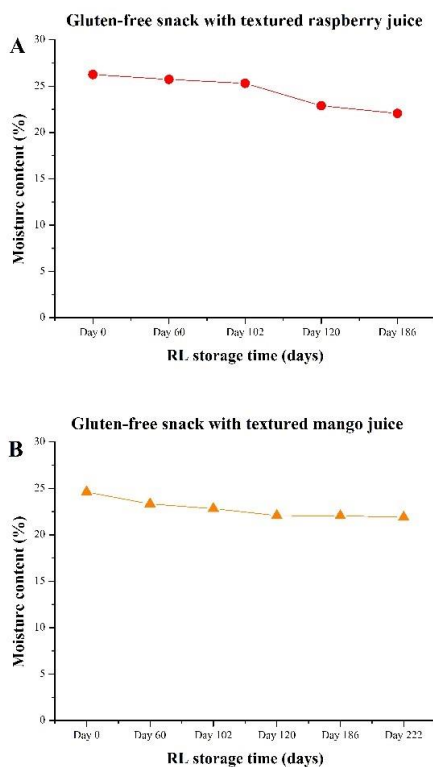 Gluten-free snack with textured raspberry juice
A
30
25
20
15
10
5
0
Moisture content (%)
Day 0 Day 60 Day 102 Day 120 Day 186
RL storage time (days)
Gluten-free snack with textured mango juice
B
30
25
20
15
10
5
0
Moisture content (%)
Day 0 Day 60 Day 102 Day 120 Day 186 Day 222
RL storage time (days)